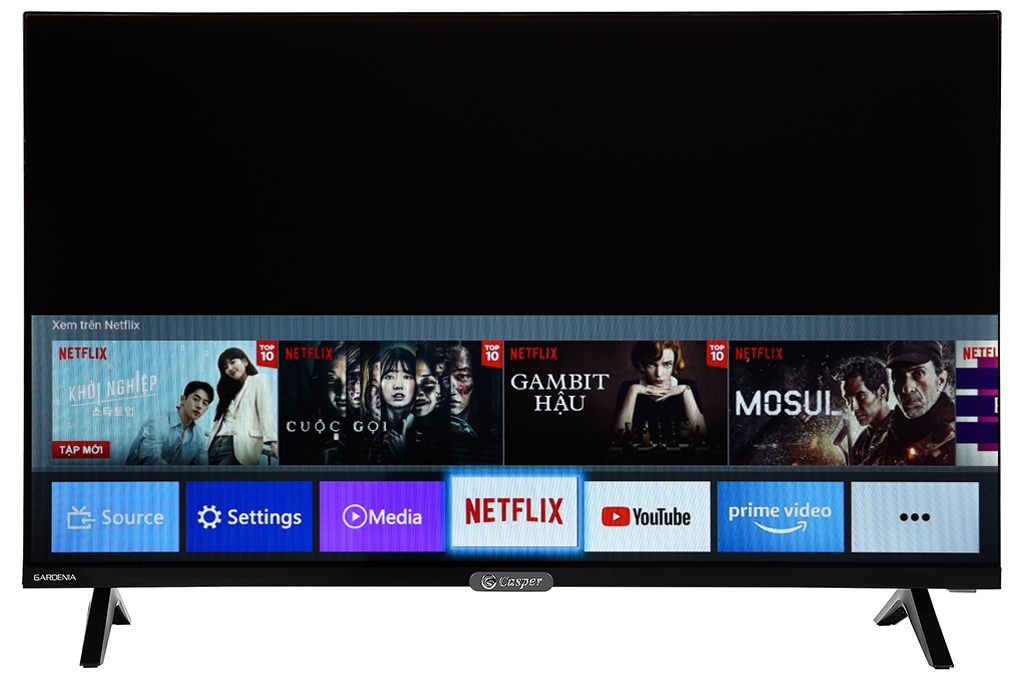 Xem trên Netflix
NETFLIX
TOP
10
KHỞI NGHIỆP
스타트업
TẬP MỚI
NETFLIX
TOP
10
CUỘC GỌI
NETFLIX
TOP
10
GAMBIT
HẬU
NETFLIX
MOSUL
NETFL
Source
Settings
Media
NETFLIX
YouTube
prime video
•••
GARDENIA
Casper